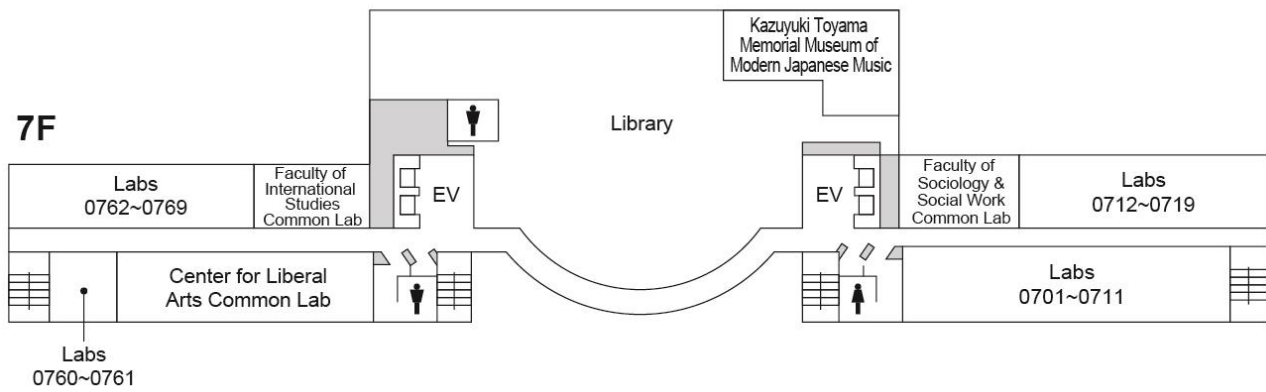 Kazuyuki Toyama
Memorial Museum of
Modern Japanese Music
7F
Library
Labs
0762~0769
Faculty of
International
Studies
Common Lab
EV
EV
Faculty of
Sociology &
Social Work
Common Lab
Labs
0712~0719
Center for Liberal
Arts Common Lab
Labs
0701~0711
Labs
0760~0761